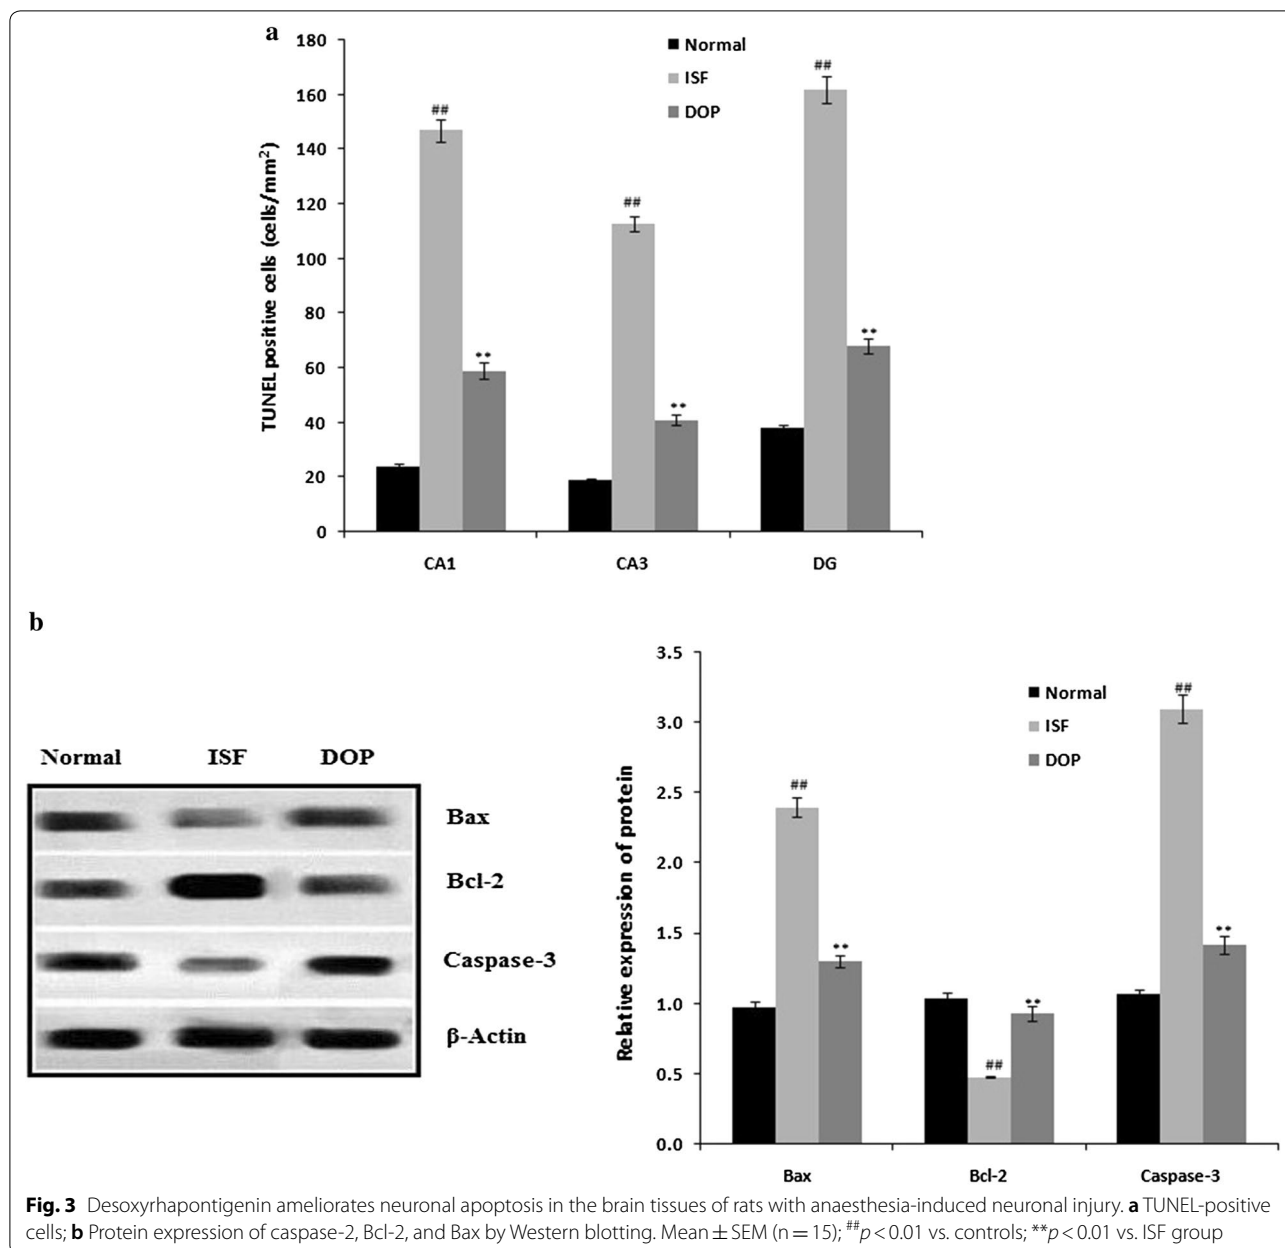 a
180
160
140
120
100
80
60
40
20
0
TUNEL positive cells (cells/mm²)
Normal
ISF
DOP
##
**
##
**
##
**
CA1 CA3 DG
b
Normal ISF DOP
Bax
Bcl-2
Caspase-3
β-Actin
3.5
3.0
2.5
2.0
1.5
1.0
0.5
0.0
Relative expression of protein
Normal
ISF
DOP
##
**
##
**
##
**
Bax Bcl-2 Caspase-3
Fig. 3 Desoxyrhapontigenin ameliorates neuronal apoptosis in the brain tissues of rats with anaesthesia-induced neuronal injury. a TUNEL-positive
cells; b Protein expression of caspase-2, Bcl-2, and Bax by Western blotting. Mean ± SEM (n = 15); ##p < 0.01 vs. controls; **p < 0.01 vs. ISF group